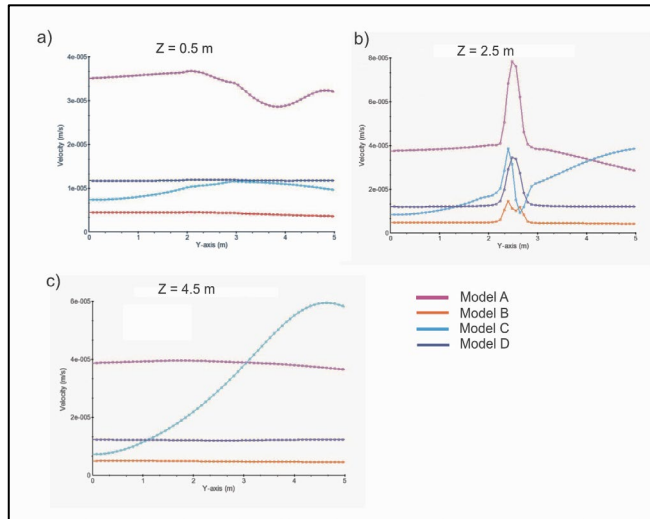 a)
Z = 0.5 m
4e-005
3e-005
2e-005
1e-005
0
Velocity (m/s)
0 1 2 3 4 5
Y-axis (m)
b)
Z = 2.5 m
8e-005
6e-005
4e-005
2e-005
0
Velocity (m/s)
0 1 2 3 4 5
Y-axis (m)
c)
Z = 4.5 m
6e-005
4e-005
2e-005
0
Velocity (m/s)
0 1 2 3 4 5
Y-axis (m)
Model A
Model B
Model C
Model D